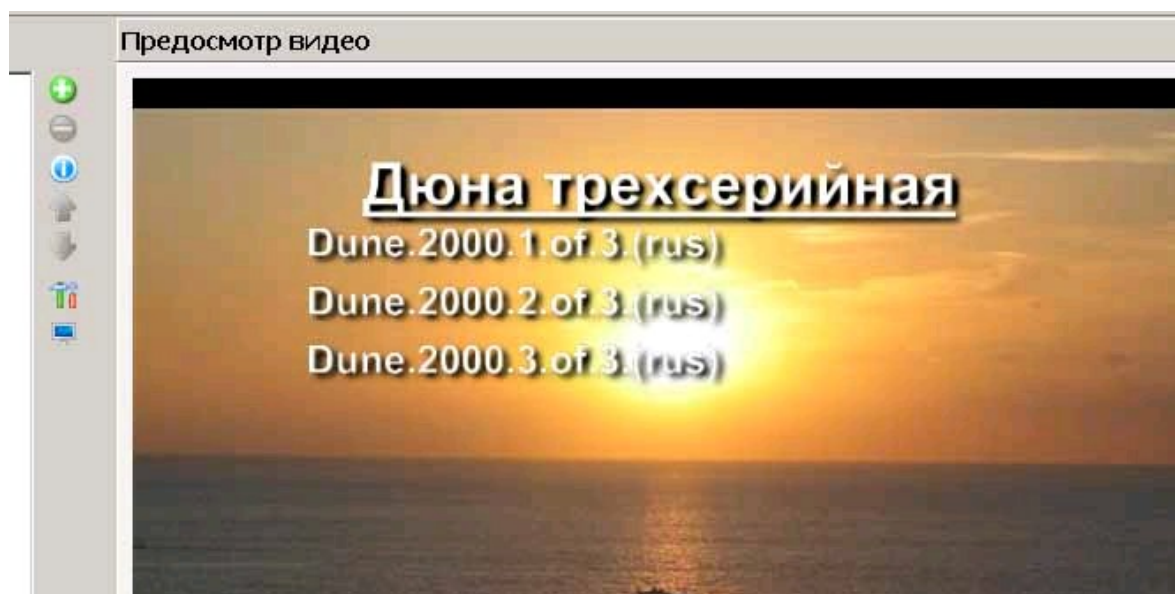 Предосмотр видео
Дюна трехсерийная
Dune.2000.1.of.3.(rus)
Dune.2000.2.of.3.(rus)
Dune.2000.3.of.3.(rus)